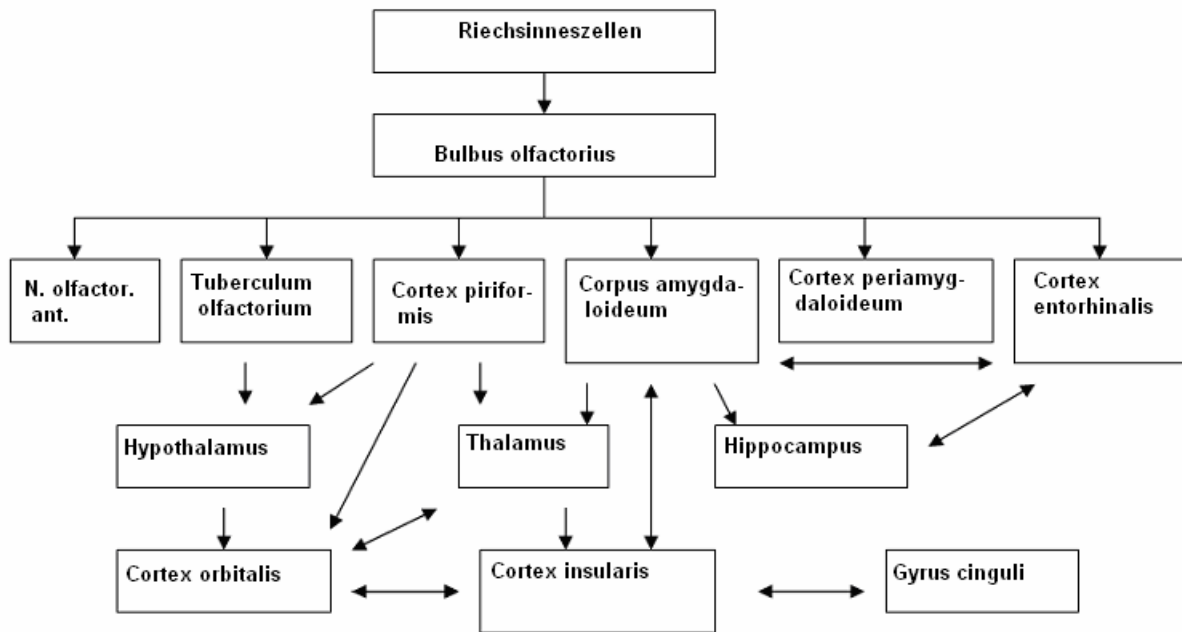 Riechsinneszellen
Bulbus olfactorius
N. olfactor.
ant.
Tuberculum
olfactorium
Cortex pirifor-
mis
Corpus amygda-
loideum
Cortex periamyg-
daloideum
Cortex
entorhinalis
Hypothalamus
Thalamus
Hippocampus
Cortex orbitalis
Cortex insularis
Gyrus cinguli